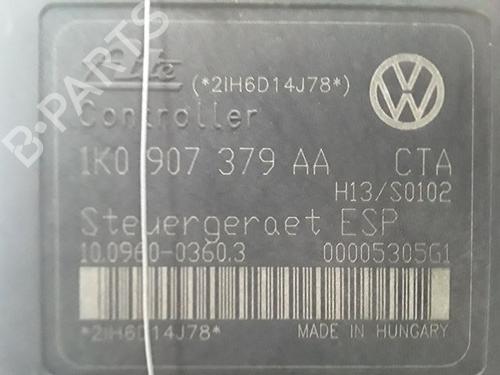 Ate
(*2IH6D14J78*)
Controller
1K0 907 379 AA CTA
H13/S0102
Steuergeraet ESP
10.0960-0360.3 00005305G1
*2IH6D14J78* MADE IN HUNGARY
B-PARTS